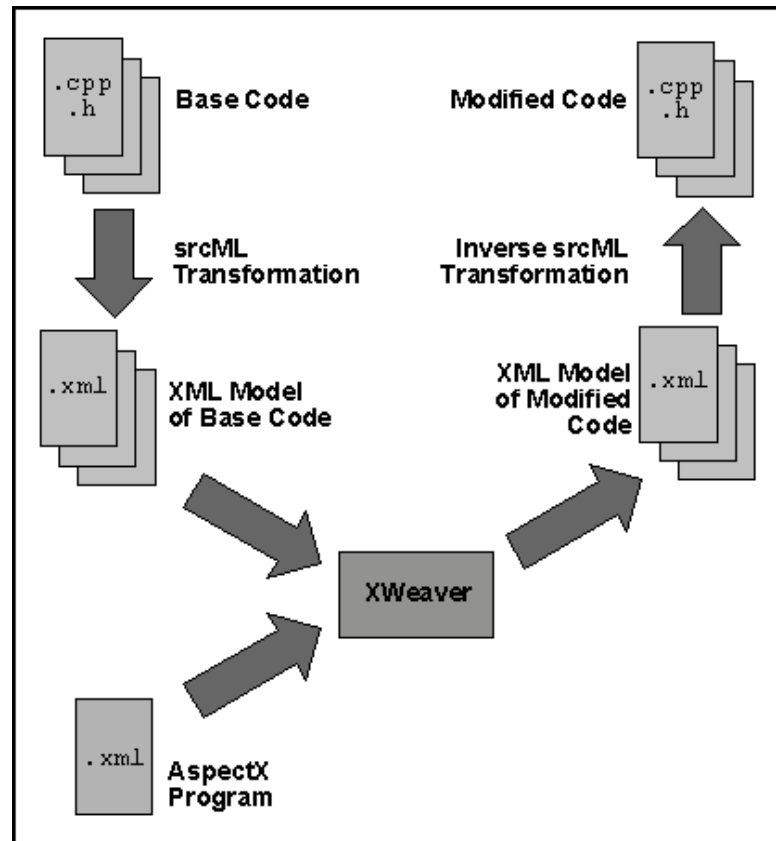 .cpp
.h
Base Code
Modified Code
.cpp
.h
srcML
Transformation
Inverse srcML
Transformation
.xml
XML Model
of Base Code
XML Model
of Modified
Code
.xml
XWeaver
.xml
AspectX
Program